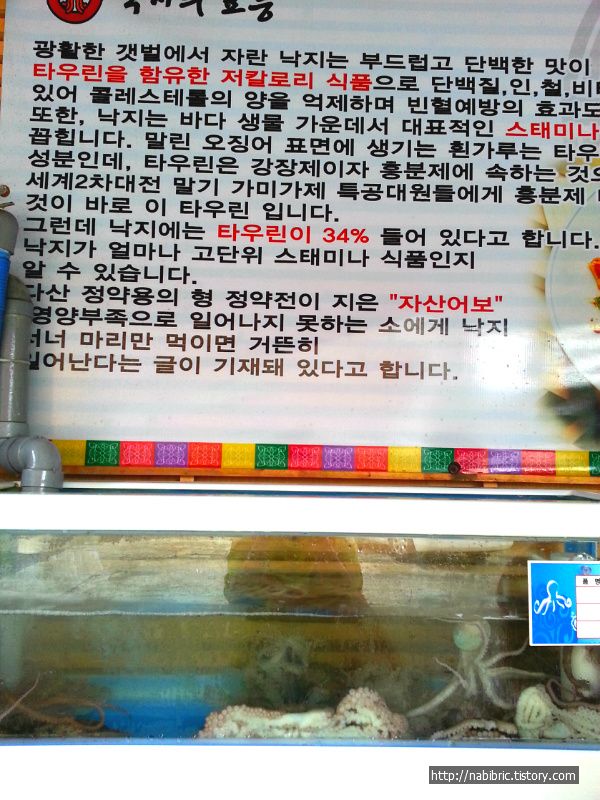 낙지의 효능
광활한 갯벌에서 자란 낙지는 부드럽고 단백한 맛이
타우린을 함유한 저칼로리 식품으로 단백질,인,철,비타
있어 콜레스테롤의 양을 억제하며 빈혈예방의 효과도
또한, 낙지는 바다 생물 가운데서 대표적인 스태미나
꼽힙니다. 말린 오징어 표면에 생기는 흰가루는 타우
성분인데, 타우린은 강장제이자 흥분제에 속하는 것으
세계2차대전 말기 가미가제 특공대원들에게 흥분제
것이 바로 이 타우린 입니다.
그런데 낙지에는 타우린이 34% 들어 있다고 합니다.
낙지가 얼마나 고단위 스태미나 식품인지
알 수 있습니다.
다산 정약용의 형 정약전이 지은 "자산어보"
영양부족으로 일어나지 못하는 소에게 낙지
서너 마리만 먹이면 거뜬히
일어난다는 글이 기재돼 있다고 합니다.
품 명
http://nabibric.tistory.com